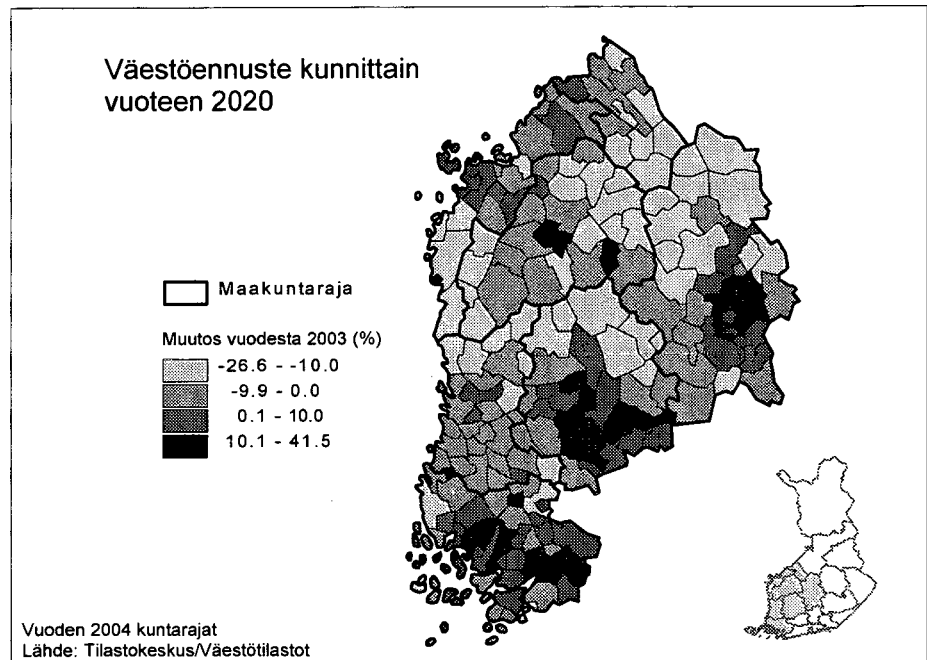 Väestöennuste kunnittain
vuoteen 2020
Maakuntaraja
Muutos vuodesta 2003 (%)
-26.6 - -10.0
-9.9 - 0.0
0.1 - 10.0
10.1 - 41.5
Vuoden 2004 kuntarajat
Lähde: Tilastokeskus/Väestötilastot